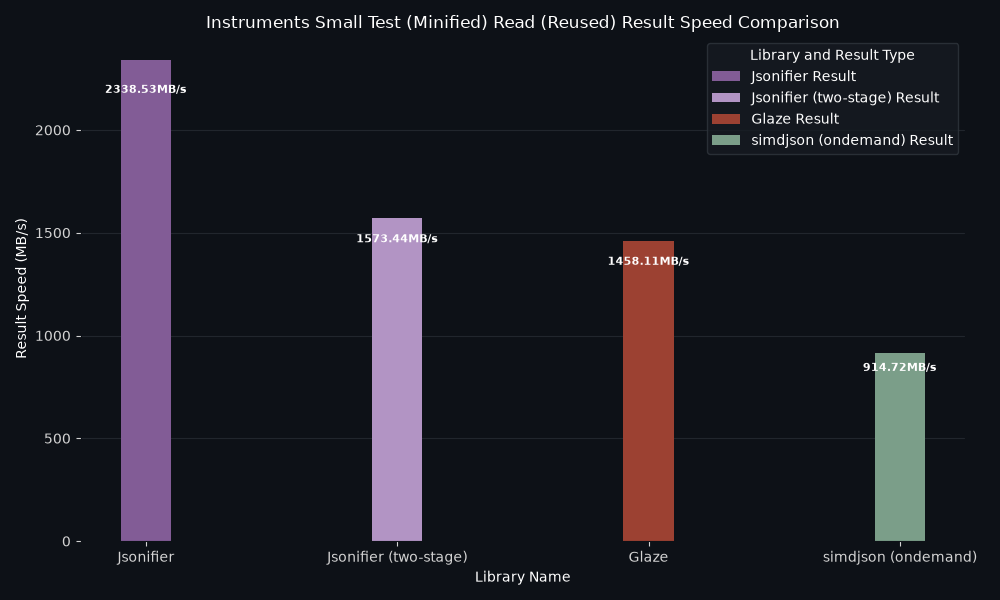 Instruments Small Test (Minified) Read (Reused) Result Speed Comparison
Library and Result Type
Jsonifier Result
Jsonifier (two-stage) Result
Glaze Result
simdjson (ondemand) Result
Result Speed (MB/s)
2000
1500
1000
500
0
2338.53MB/s
1573.44MB/s
1458.11MB/s
914.72MB/s
Jsonifier
Jsonifier (two-stage)
Glaze
simdjson (ondemand)
Library Name